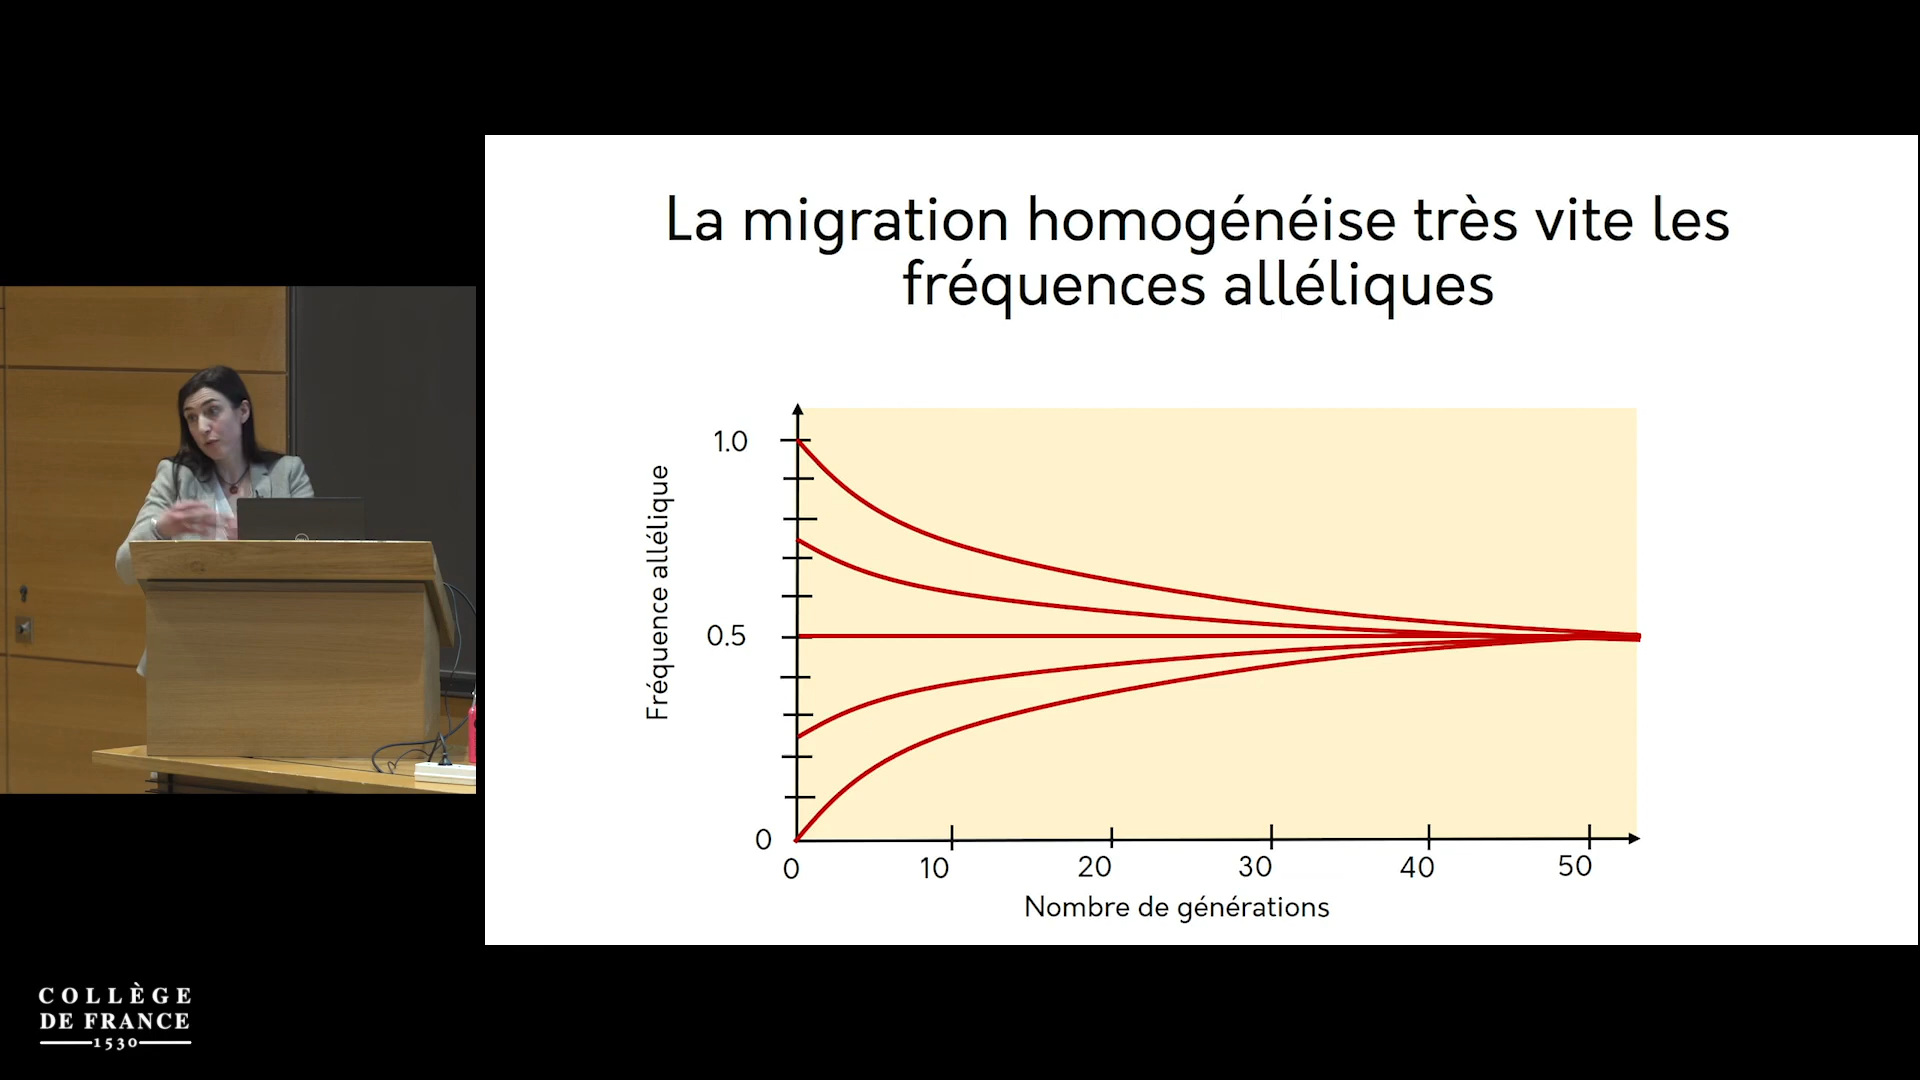 La migration homogénéise très vite les
fréquences alléliques
Fréquence allélique
1.0
0.5
0
0
10
20
30
40
50
Nombre de générations
COLLÈGE
DE FRANCE
1530